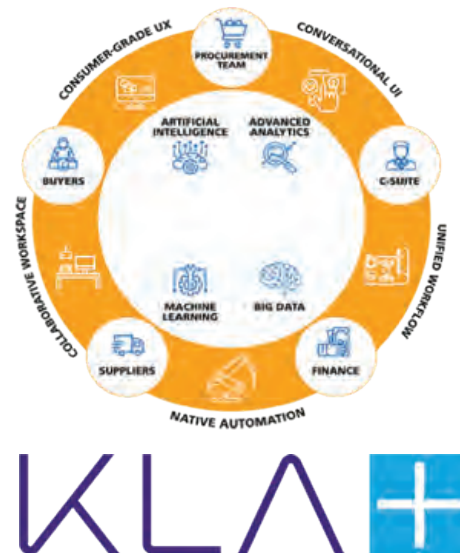 CONSUMER-GRADE UX
CONVERSATIONAL UI
PROCUREMENT
TEAM
ARTIFICIAL
INTELLIGENCE
ADVANCED
ANALYTICS
BUYERS
C-SUITE
COLLABORATIVE WORKSPACE
UNIFIED WORKFLOW
MACHINE
LEARNING
BIG DATA
SUPPLIERS
FINANCE
NATIVE AUTOMATION
KLA+